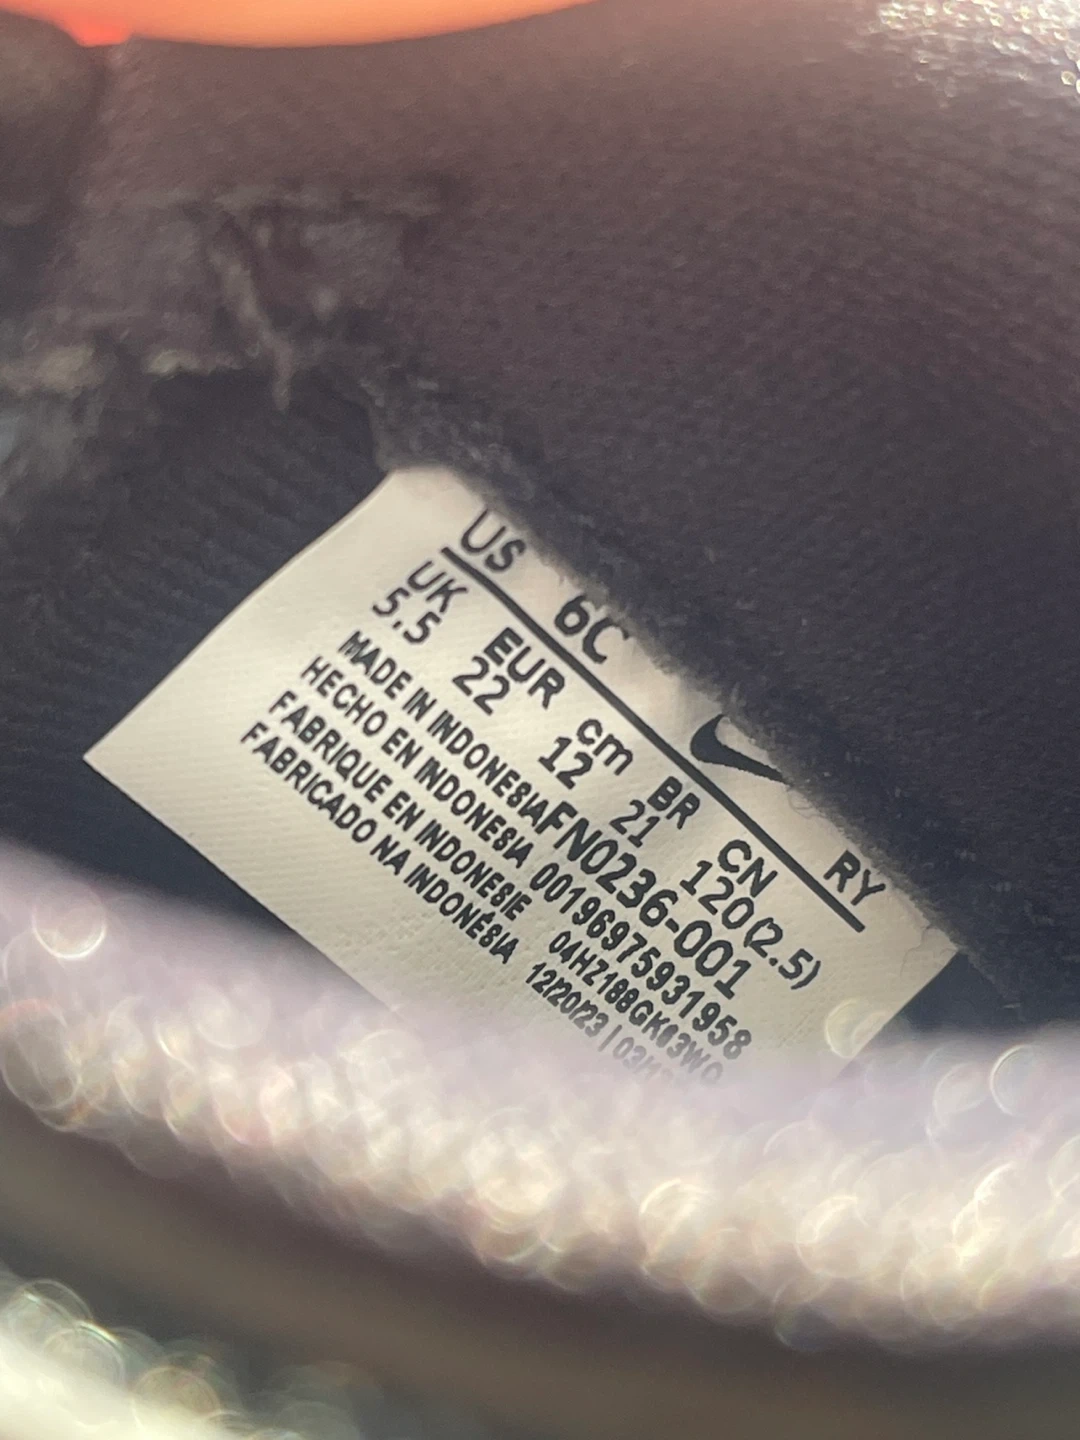 US 6C RY
UK EUR cm BR CN
5.5 22 12 21 120(2.5)
MADE IN INDONESIA FN0236-001
HECHO EN INDONESIA 00196975931958
FABRIQUE EN INDONESIE
FABRICADO NA INDONÉSIA 12/20/23 |